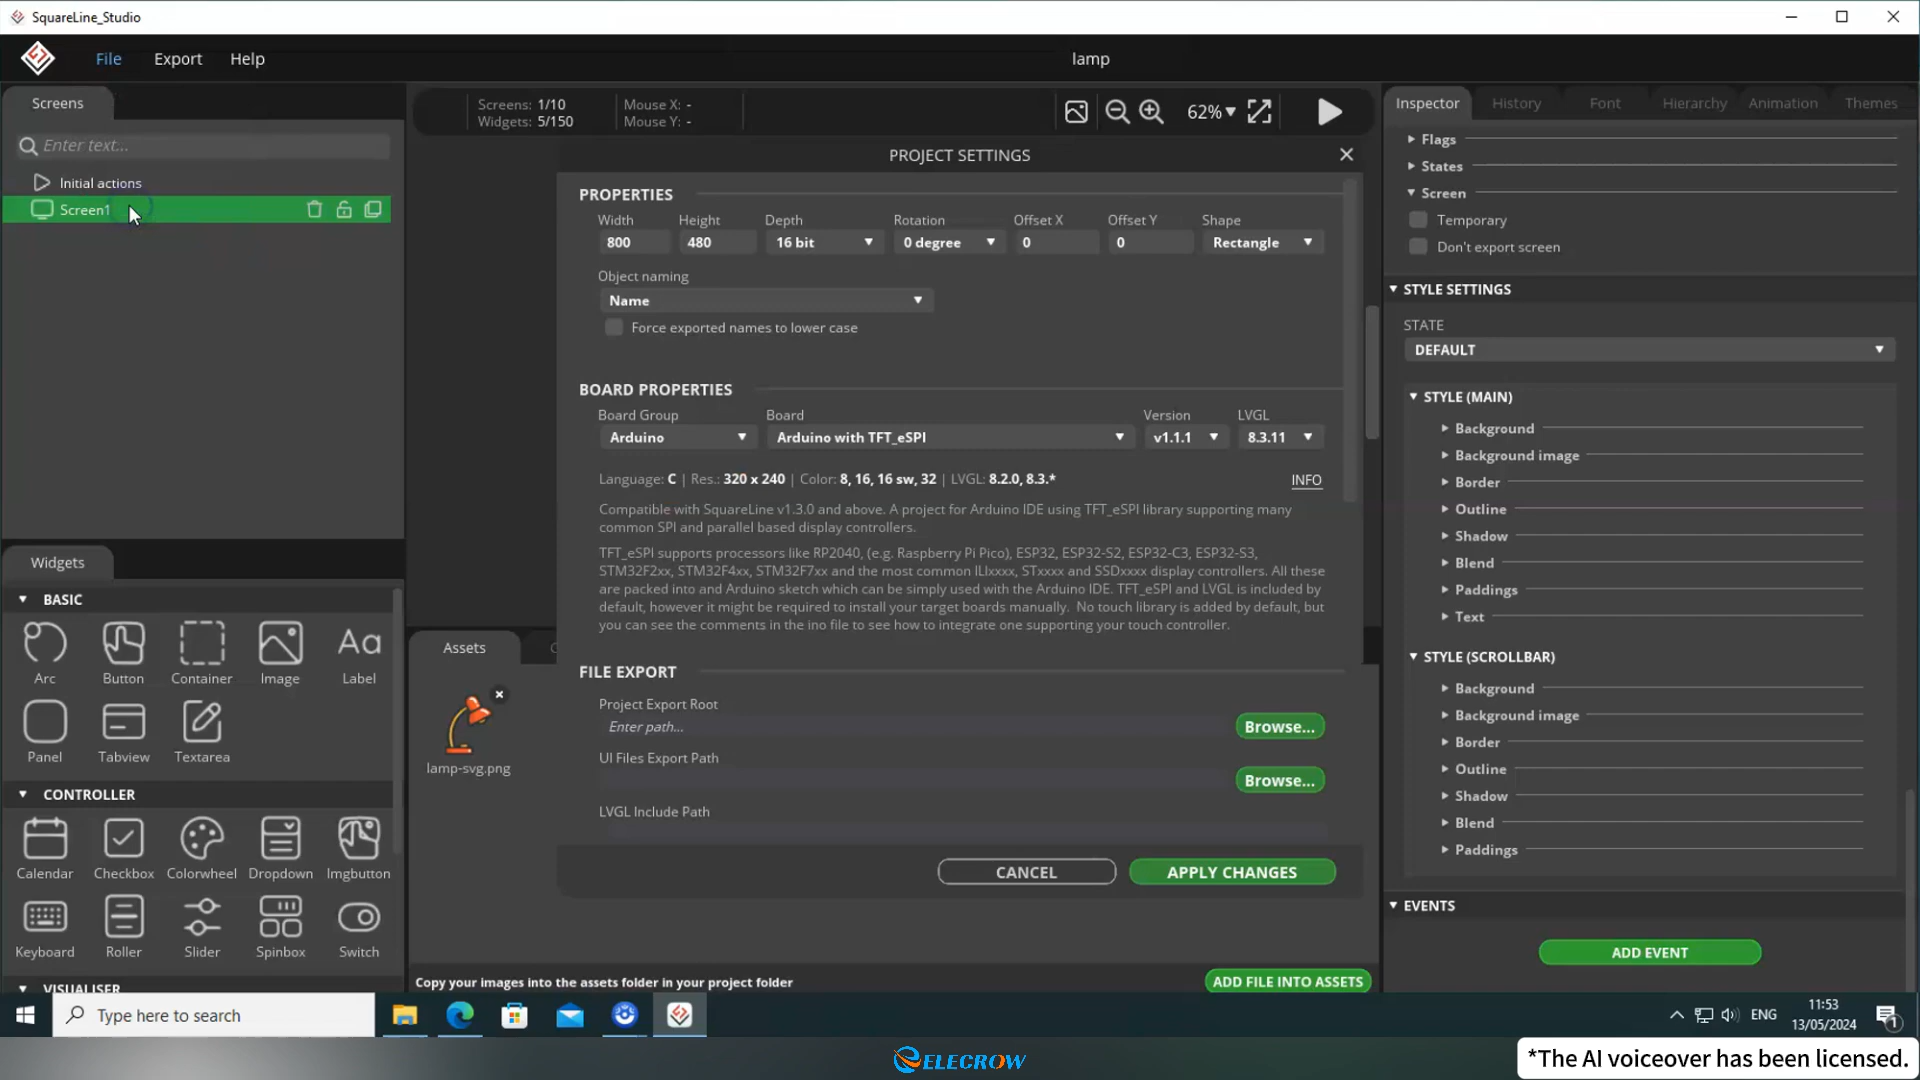 SquareLine_Studio
File
Export
Help
lamp
Screens
Enter text...
Initial actions
Screen1
Screens: 1/10
Widgets: 5/150
Mouse X: -
Mouse Y: -
62%
PROJECT SETTINGS
PROPERTIES
Width Height Depth Rotation Offset X Offset Y Shape
800 480 16 bit 0 degree 0 0 Rectangle
Object naming
Name
Force exported names to lower case
BOARD PROPERTIES
Board Group Board Version LVGL
Arduino Arduino with TFT_eSPI v1.1.1 8.3.11
Language: C | Res.: 320 x 240 | Color: 8, 16, 16 sw, 32 | LVGL: 8.2.0, 8.3.*
INFO
Compatible with SquareLine v1.3.0 and above. A project for Arduino IDE using TFT_eSPI library supporting many
common SPI and parallel based display controllers.
TFT_eSPI supports processors like RP2040, (e.g. Raspberry Pi Pico), ESP32, ESP32-S2, ESP32-C3, ESP32-S3,
STM32F2xx, STM32F4xx, STM32F7xx and the most common ILIxxxx, STxxxx and SSDxxxx display controllers. All these
are packed into and Arduino sketch which can be simply used with the Arduino IDE. TFT_eSPI and LVGL is included by
default, however it might be required to install your target boards manually. No touch library is added by default, but
you can see the comments in the ino file to see how to integrate one supporting your touch controller.
FILE EXPORT
Project Export Root
Enter path...
Browse...
UI Files Export Path
Browse...
LVGL Include Path
CANCEL
APPLY CHANGES
Widgets
BASIC
Arc Button Container Image Label
Panel Tabview Textarea
CONTROLLER
Calendar Checkbox Colorwheel Dropdown Imgbutton
Keyboard Roller Slider Spinbox Switch
VISUALISER
Assets
lamp-svg.png
Copy your images into the assets folder in your project folder
ADD FILE INTO ASSETS
Inspector
History
Font
Hierarchy
Animation
Themes
Flags
States
Screen
Temporary
Don't export screen
STYLE SETTINGS
STATE
DEFAULT
STYLE (MAIN)
Background
Background image
Border
Outline
Shadow
Blend
Paddings
Text
STYLE (SCROLLBAR)
Background
Background image
Border
Outline
Shadow
Blend
Paddings
EVENTS
ADD EVENT
Type here to search
ENG
11:53
13/05/2024
1
ELECROW
*The AI voiceover has been licensed.